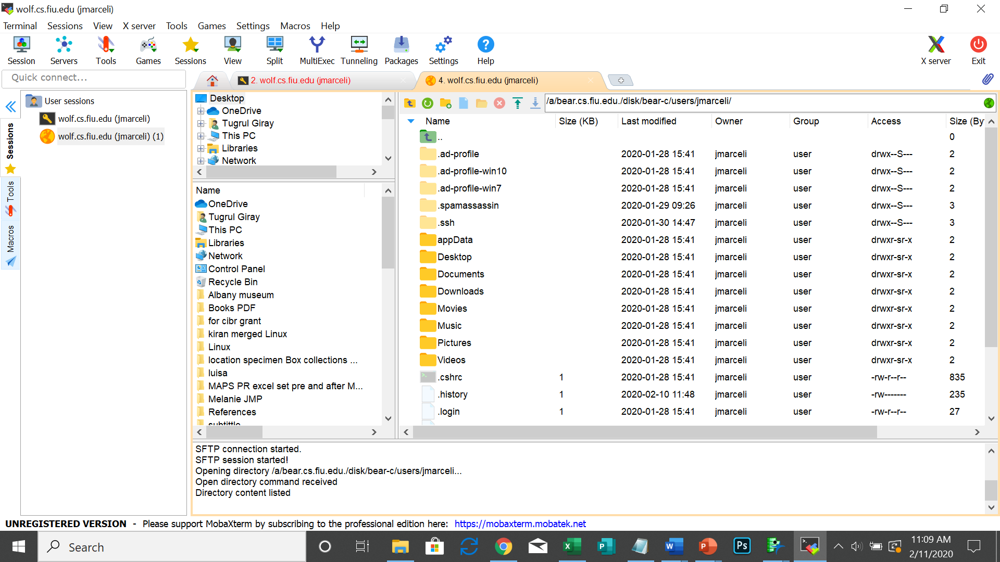 wolf.cs.fiu.edu (jmarceli)
Terminal Sessions View X server Tools Games Settings Macros Help
Session Servers Tools Games Sessions View Split MultiExec Tunneling Packages Settings Help X server Exit
Quick connect...
2. wolf.cs.fiu.edu (jmarceli)
4. wolf.cs.fiu.edu (jmarceli)
Sessions
Tools
Macros
User sessions
wolf.cs.fiu.edu (jmarceli)
wolf.cs.fiu.edu (jmarceli) (1)
Desktop
OneDrive
Tugrul Giray
This PC
Libraries
Network
Name
OneDrive
Tugrul Giray
This PC
Libraries
Network
Control Panel
Recycle Bin
Albany museum
Books PDF
for cibr grant
kiran merged Linux
Linux
location specimen Box collections ...
luisa
MAPS PR excel set pre and after M...
Melanie JMP
References
subtittle
/a/bear.cs.fiu.edu./disk/bear-c/users/jmarceli/
Name Size (KB) Last modified Owner Group Access Size (By
.. 0
.ad-profile 2020-01-28 15:41 jmarceli user drwx--S--- 2
.ad-profile-win10 2020-01-28 15:41 jmarceli user drwx--S--- 2
.ad-profile-win7 2020-01-28 15:41 jmarceli user drwx--S--- 2
.spamassassin 2020-01-29 09:26 jmarceli user drwx--S--- 3
.ssh 2020-01-30 14:47 jmarceli user drwx--S--- 3
appData 2020-01-28 15:41 jmarceli user drwxr-sr-x 2
Desktop 2020-01-28 15:41 jmarceli user drwxr-sr-x 2
Documents 2020-01-28 15:41 jmarceli user drwxr-sr-x 2
Downloads 2020-01-28 15:41 jmarceli user drwxr-sr-x 2
Movies 2020-01-28 15:41 jmarceli user drwxr-sr-x 2
Music 2020-01-28 15:41 jmarceli user drwxr-sr-x 2
Pictures 2020-01-28 15:41 jmarceli user drwxr-sr-x 2
Videos 2020-01-28 15:41 jmarceli user drwxr-sr-x 2
.cshrc 1 2020-01-28 15:41 jmarceli user -rw-r--r-- 835
.history 1 2020-02-10 11:48 jmarceli user -rw------- 235
.login 1 2020-01-28 15:41 jmarceli user -rw-r--r-- 27
SFTP connection started.
SFTP session started!
Opening directory /a/bear.cs.fiu.edu./disk/bear-c/users/jmarceli...
Open directory command received
Directory content listed
UNREGISTERED VERSION - Please support MobaXterm by subscribing to the professional edition here: https://mobaxterm.mobatek.net
Search
11:09 AM
2/11/2020